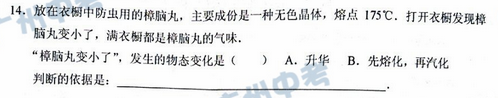 14. 放在衣橱中防虫用的樟脑丸，主要成份是一种无色晶体，熔点 175℃．打开衣橱发现樟
脑丸变小了，满衣橱都是樟脑丸的气味．
“樟脑丸变小了”，发生的物态变化是（　　） A．升华　B．先熔化，再汽化
判断的依据是：
州中考